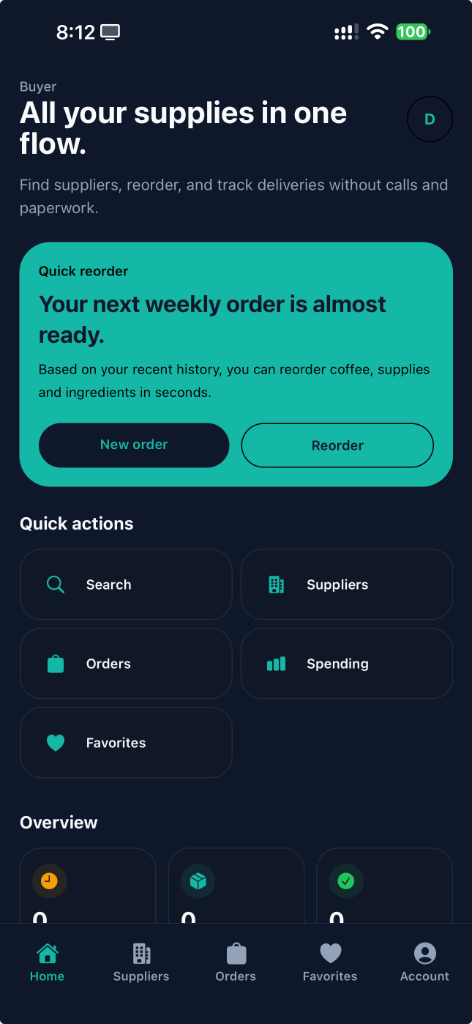 8:12
100
Buyer
All your supplies in one
flow.
D
Find suppliers, reorder, and track deliveries without calls and
paperwork.
Quick reorder
Your next weekly order is almost
ready.
Based on your recent history, you can reorder coffee, supplies
and ingredients in seconds.
New order
Reorder
Quick actions
Search
Suppliers
Orders
Spending
Favorites
Overview
0
0
0
Home
Suppliers
Orders
Favorites
Account